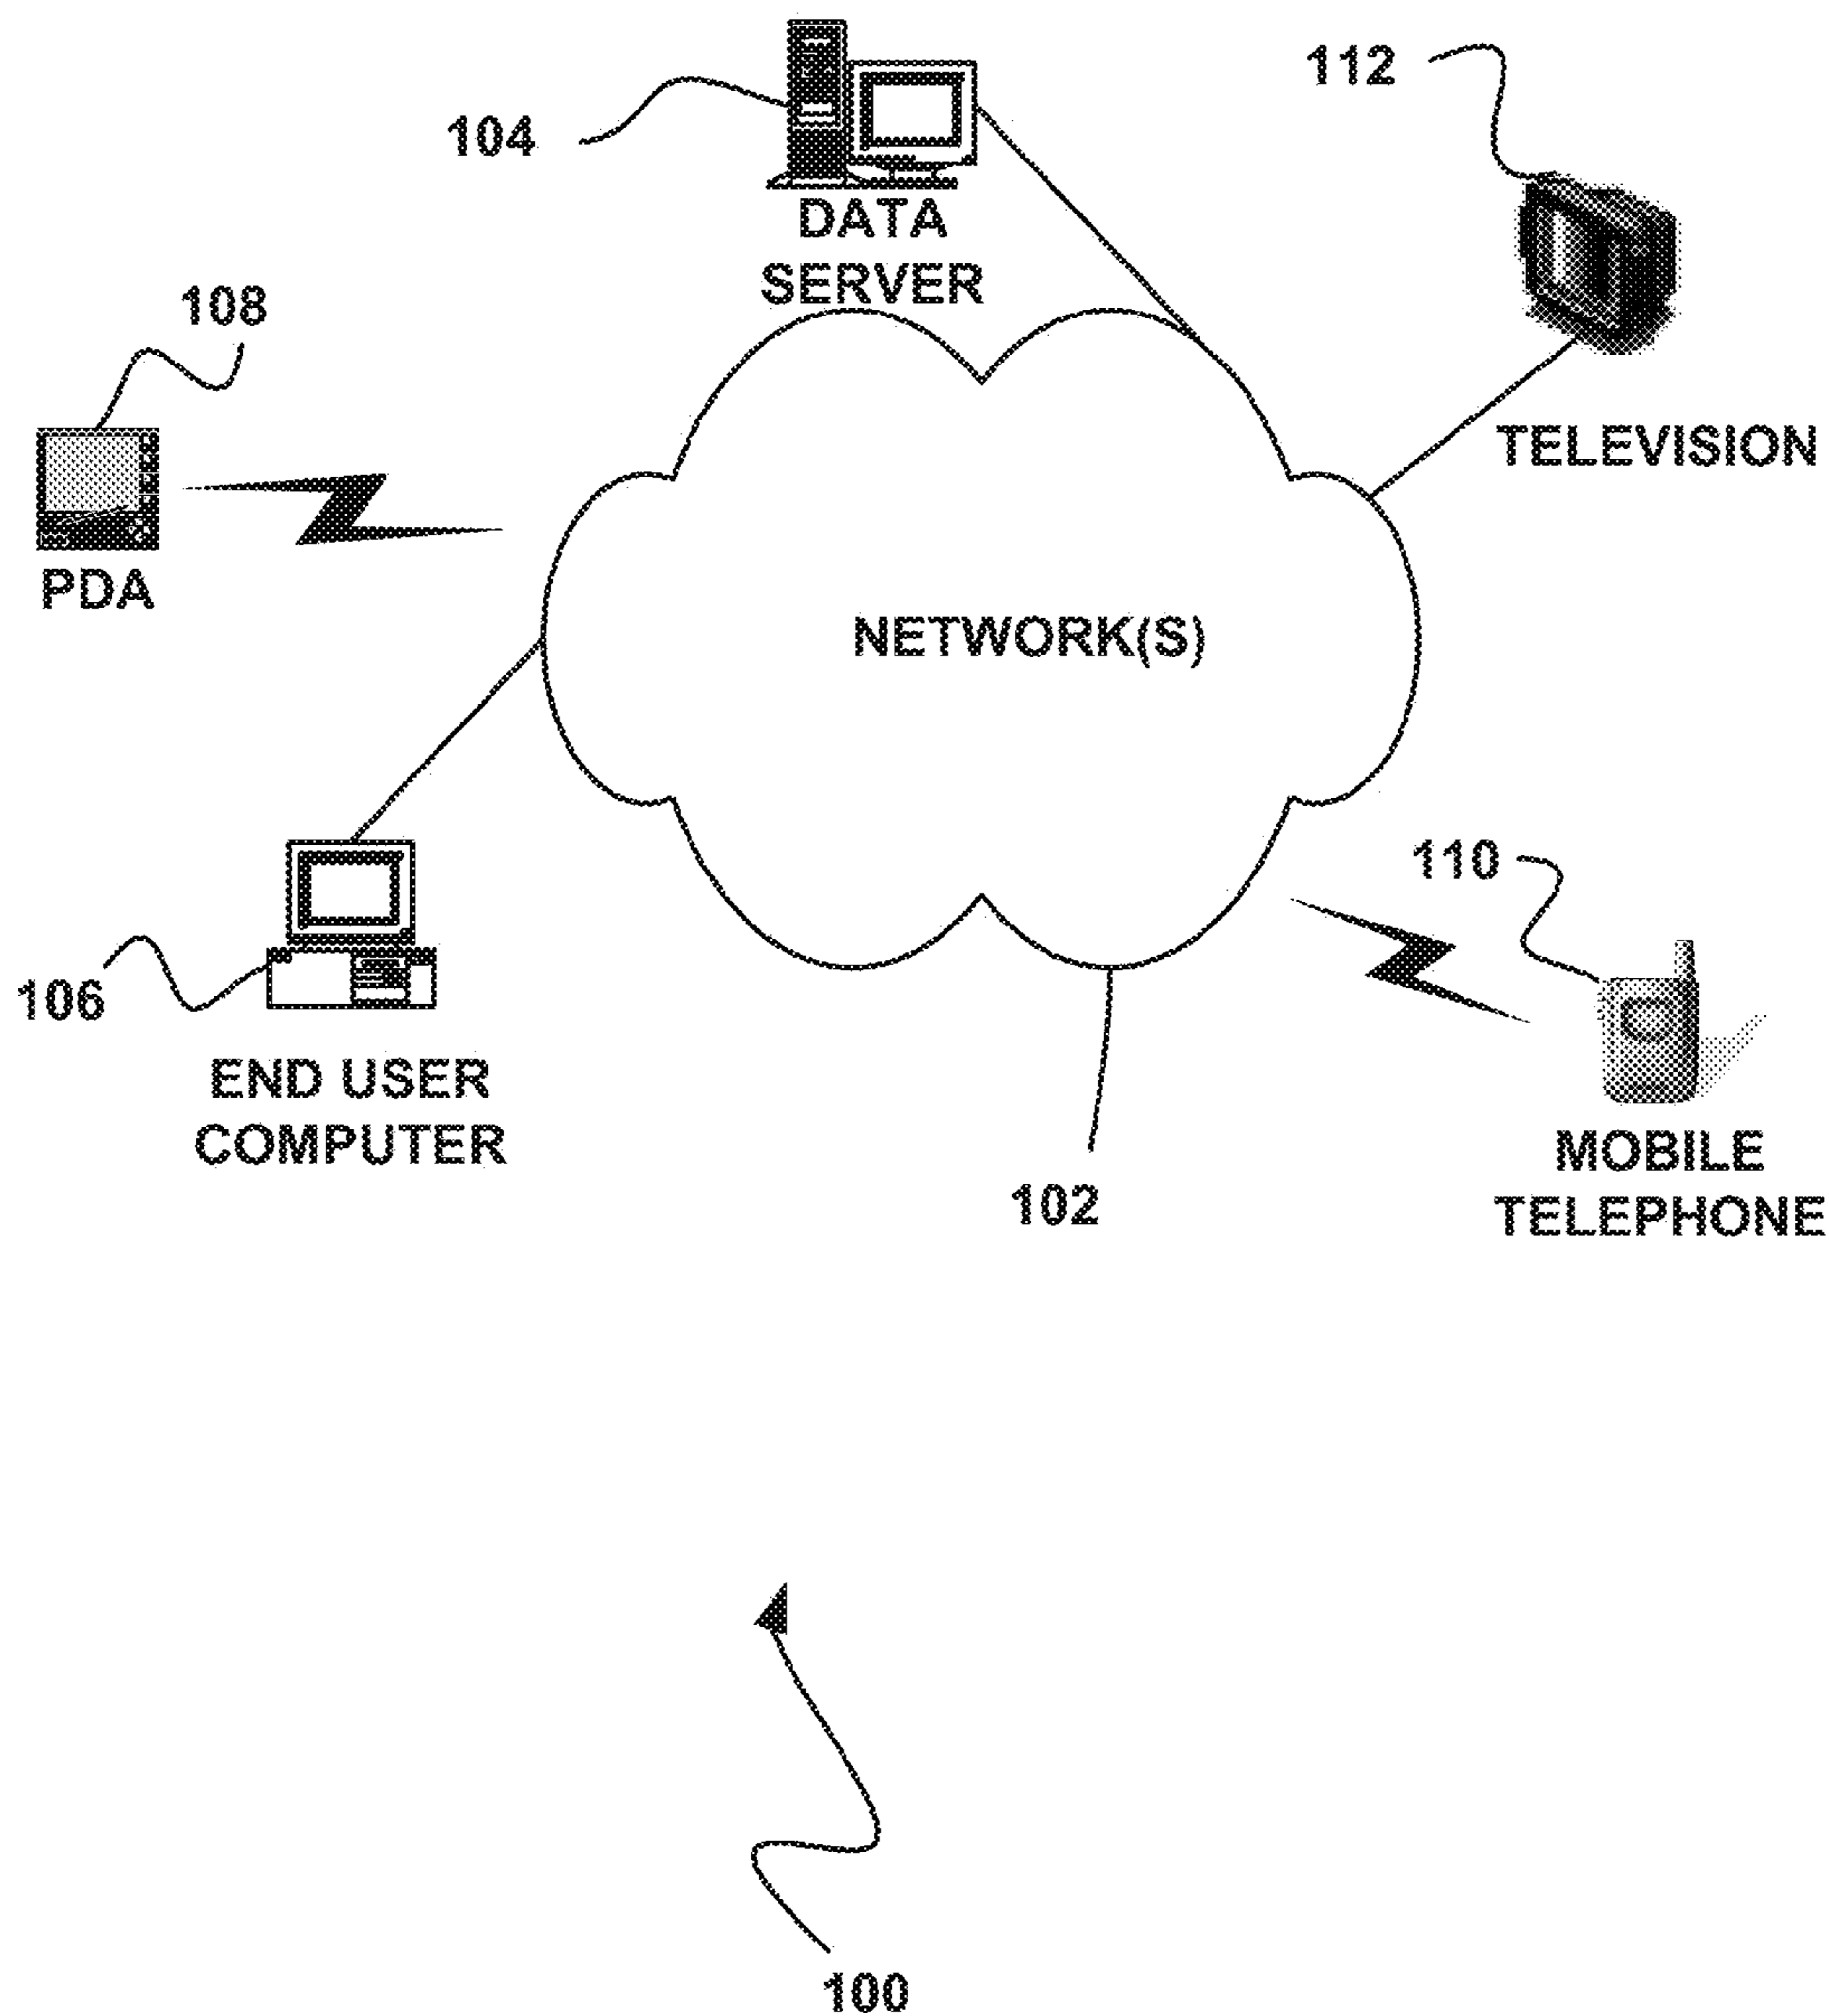 112
104
DATA
SERVER
108
TELEVISION
PDA
NETWORK(S)
110
106
END USER
COMPUTER
MOBILE
TELEPHONE
102
100